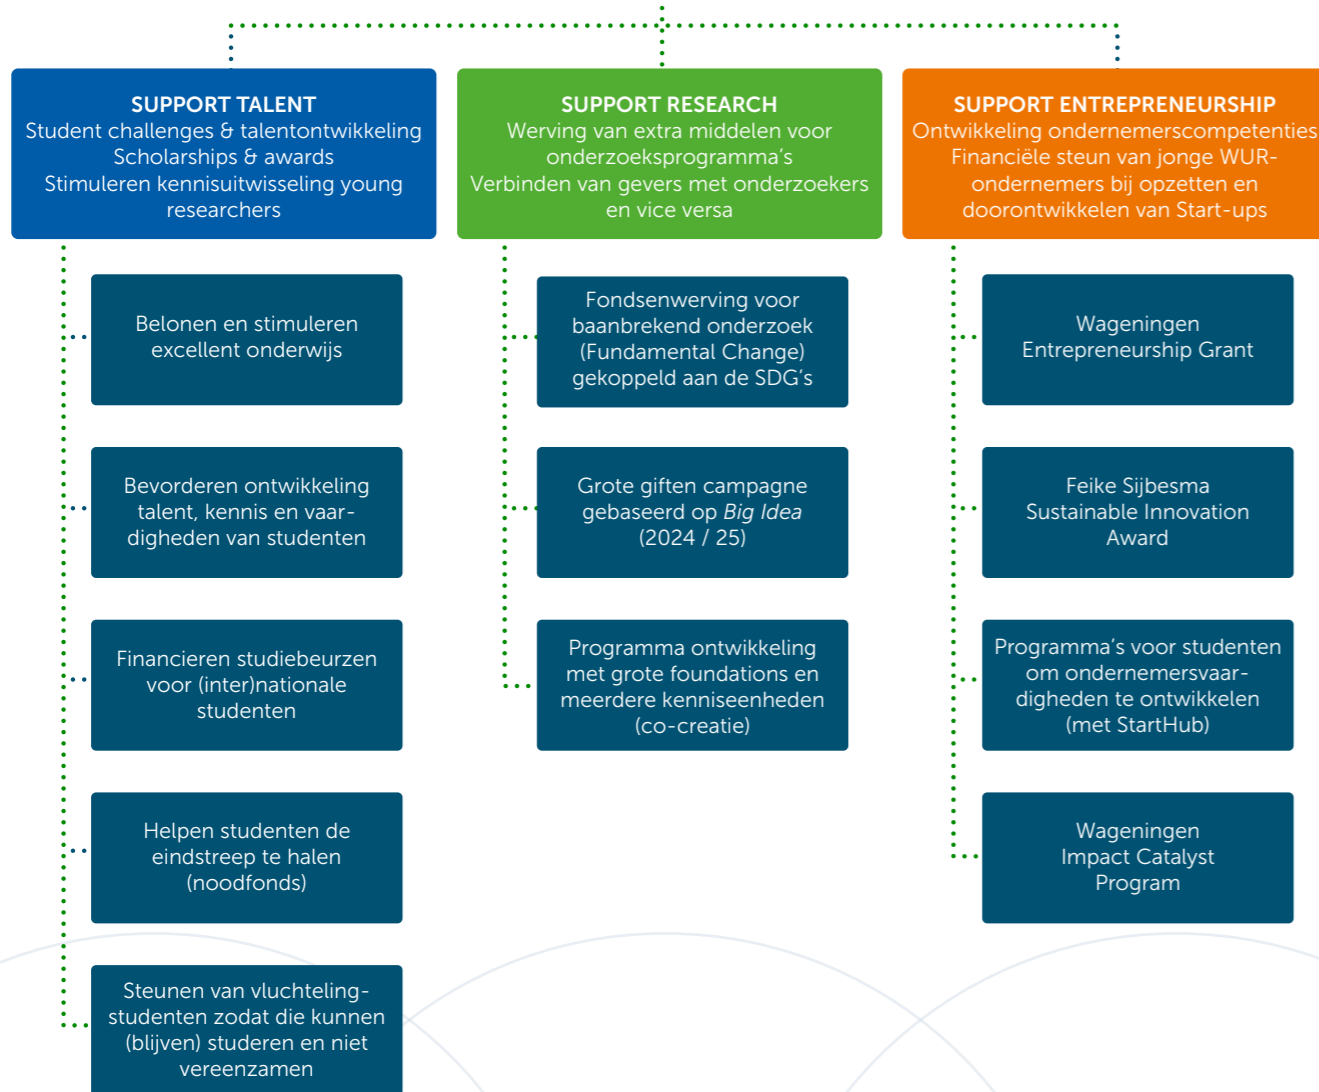 SUPPORT TALENT
Student challenges & talentontwikkeling
Scholarships & awards
Stimuleren kennisuitwisseling young
researchers
Belonen en stimuleren
excellent onderwijs
Bevorderen ontwikkeling
talent, kennis en vaar-
digheden van studenten
Financieren studiebeurzen
voor (inter)nationale
studenten
Helpen studenten de
eindstreep te halen
(noodfonds)
Steunen van vluchteling-
studenten zodat die kunnen
(blijven) studeren en niet
vereenzamen
SUPPORT RESEARCH
Werving van extra middelen voor
onderzoeksprogramma’s
Verbinden van gevers met onderzoekers
en vice versa
Fondsenwerving voor
baanbrekend onderzoek
(Fundamental Change)
gekoppeld aan de SDG’s
Grote giften campagne
gebaseerd op Big Idea
(2024 / 25)
Programma ontwikkeling
met grote foundations en
meerdere kenniseenheden
(co-creatie)
SUPPORT ENTREPRENEURSHIP
Ontwikkeling ondernemerscompetenties
Financiële steun van jonge WUR-
ondernemers bij opzetten en
doorontwikkelen van Start-ups
Wageningen
Entrepreneurship Grant
Feike Sijbesma
Sustainable Innovation
Award
Programma’s voor studenten
om ondernemersvaar-
digheden te ontwikkelen
(met StartHub)
Wageningen
Impact Catalyst
Program